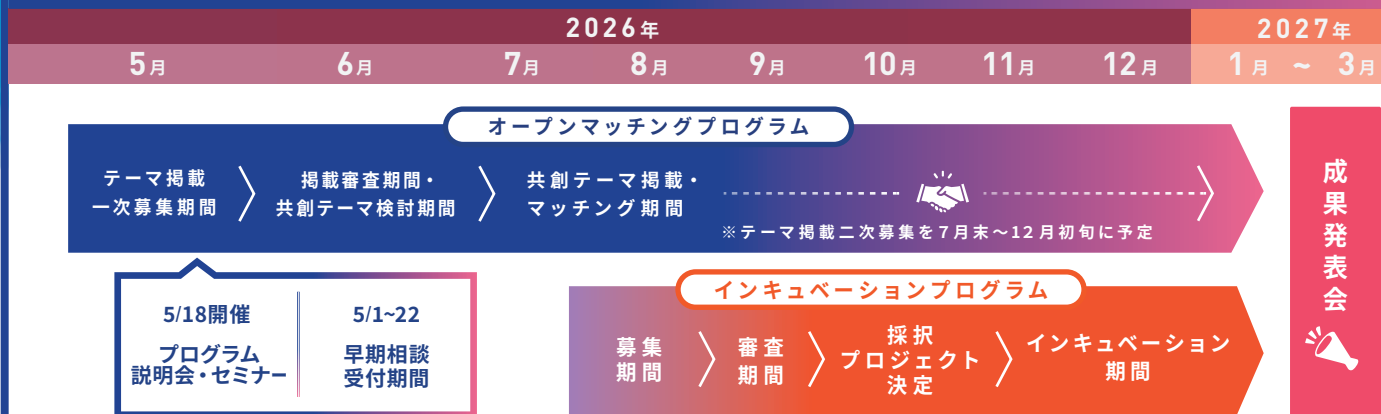 2026年
2027年
5月
6月
7月
8月
9月
10月
11月
12月
1月 ~ 3月
オープンマッチングプログラム
テーマ掲載
一次募集期間
掲載審査期間・
共創テーマ検討期間
共創テーマ掲載・
マッチング期間
※テーマ掲載二次募集を7月末～12月初旬に予定
5/18開催
プログラム
説明会・セミナー
5/1~22
早期相談
受付期間
インキュベーションプログラム
募集
期間
審査
期間
採択
プロジェクト
決定
インキュベーション
期間
成果発表会